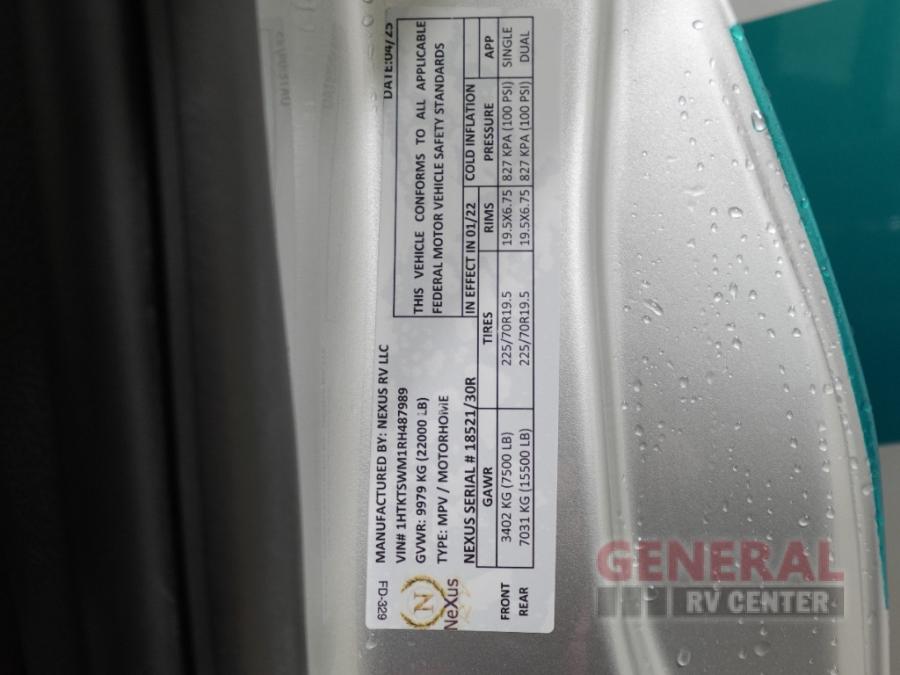 FD-329
MANUFACTURED BY: NEXUS RV LLC
DATE:04/25
VIN# 1HTKTSWM1RH487989
GVWR: 9979 KG (22000 LB)
TYPE: MPV / MOTORHOME
THIS VEHICLE CONFORMS TO ALL APPLICABLE
FEDERAL MOTOR VEHICLE SAFETY STANDARDS
IN EFFECT IN 01/22
N
NeXus
NEXUS SERIAL # 18521/30R
GAWR TIRES RIMS COLD INFLATION PRESSURE APP
FRONT 3402 KG (7500 LB) 225/70R19.5 19.5X6.75 827 KPA (100 PSI) SINGLE
REAR 7031 KG (15500 LB) 225/70R19.5 19.5X6.75 827 KPA (100 PSI) DUAL
GENERAL
RV CENTER